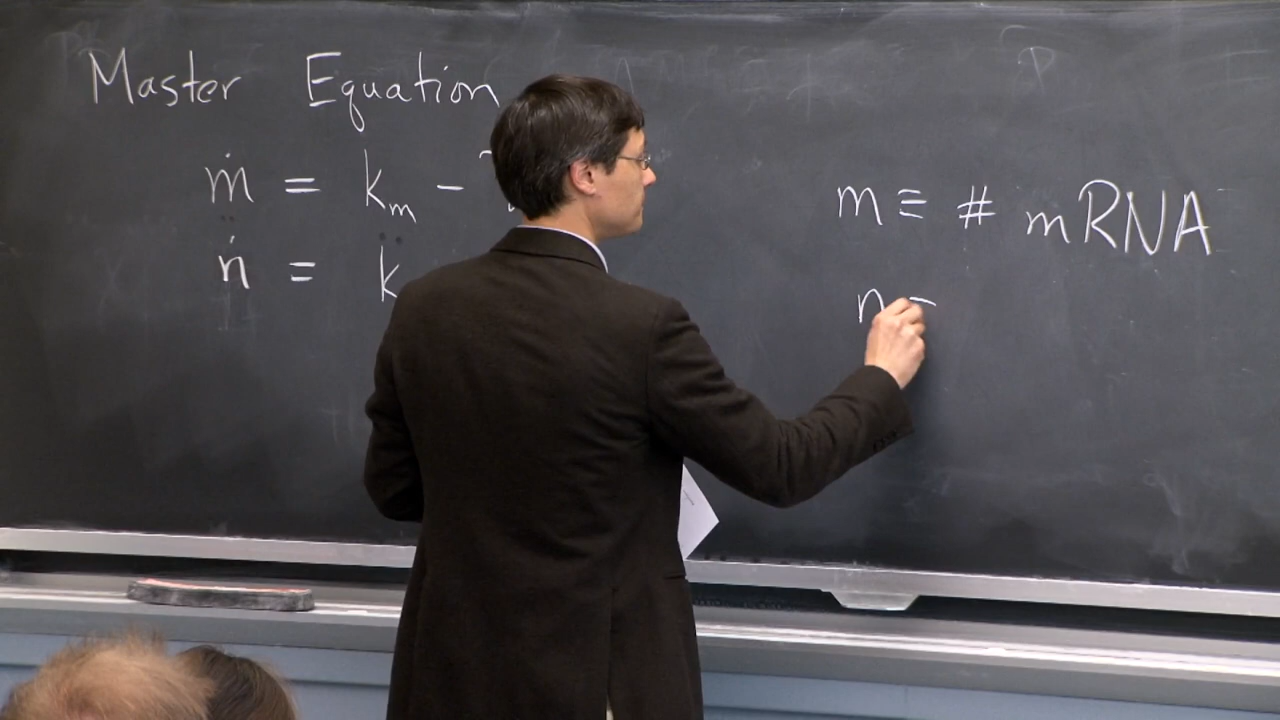 Master Equation
ṁ = kₘ -
ṅ = k
m ≡ # mRNA
n